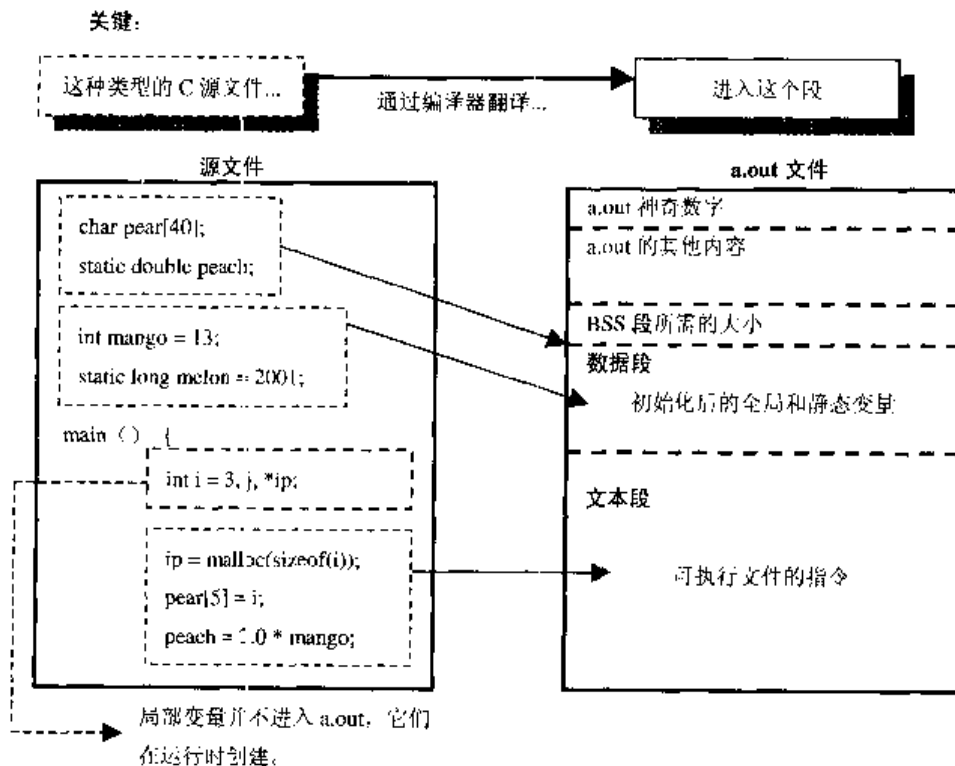 关键:
这种类型的 C 源文件...
通过编译器翻译...
进入这个段
源文件
char pear[40];
static double peach;
int mango = 13;
static long melon = 2001;
main () {
int i = 3, j, *ip;
ip = malloc(sizeof(i));
pear[5] = i;
peach = 2.0 * mango;
局部变量并不进入 a.out, 它们
在运行时创建。
a.out 文件
a.out 神奇数字
a.out 的其他内容
BSS 段所需的大小
数据段
初始化后的全局和静态变量
文本段
可执行文件的指令